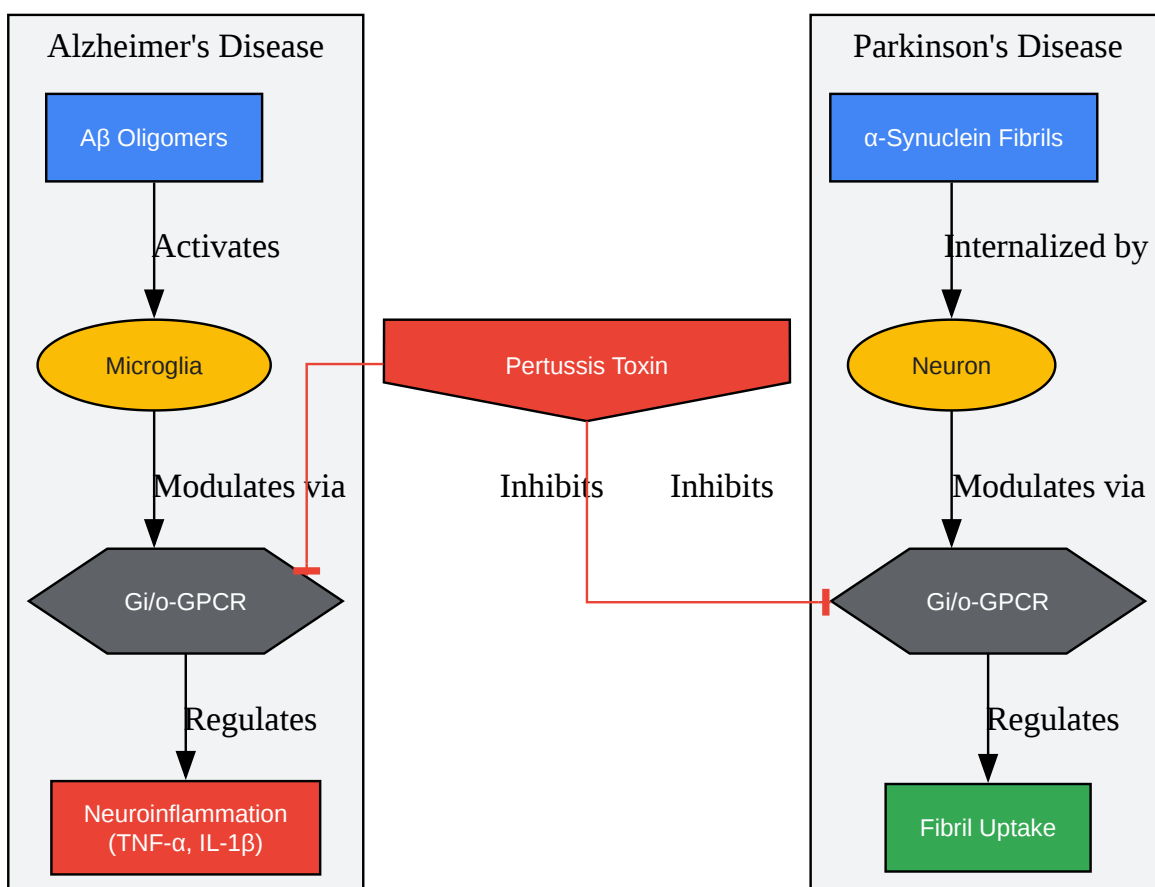 Alzheimer's Disease
Aβ Oligomers
Activates
Microglia
Modulates via
Gi/o-GPCR
Regulates
Neuroinflammation
(TNF-α, IL-1β)
Pertussis Toxin
Inhibits
Inhibits
Parkinson's Disease
α-Synuclein Fibrils
Internalized by
Neuron
Modulates via
Gi/o-GPCR
Regulates
Fibril Uptake